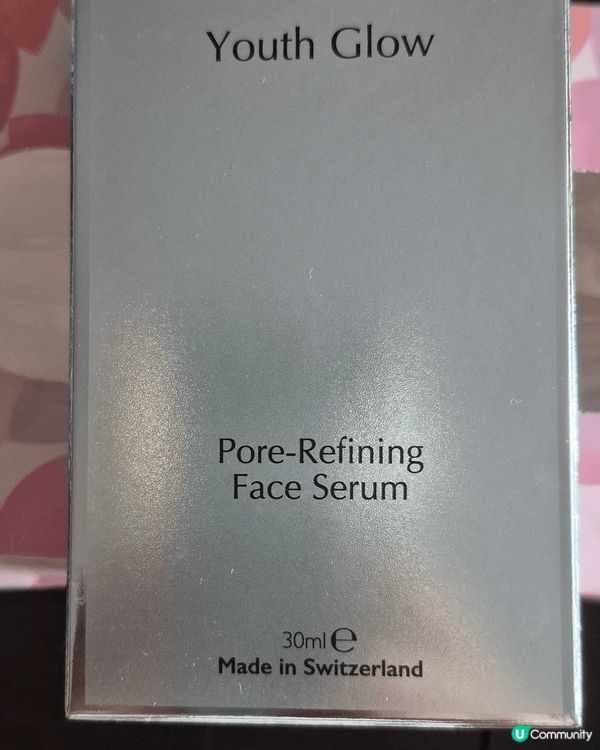 Youth Glow
Pore-Refining
Face Serum
30ml ℮
Made in Switzerland
U Community